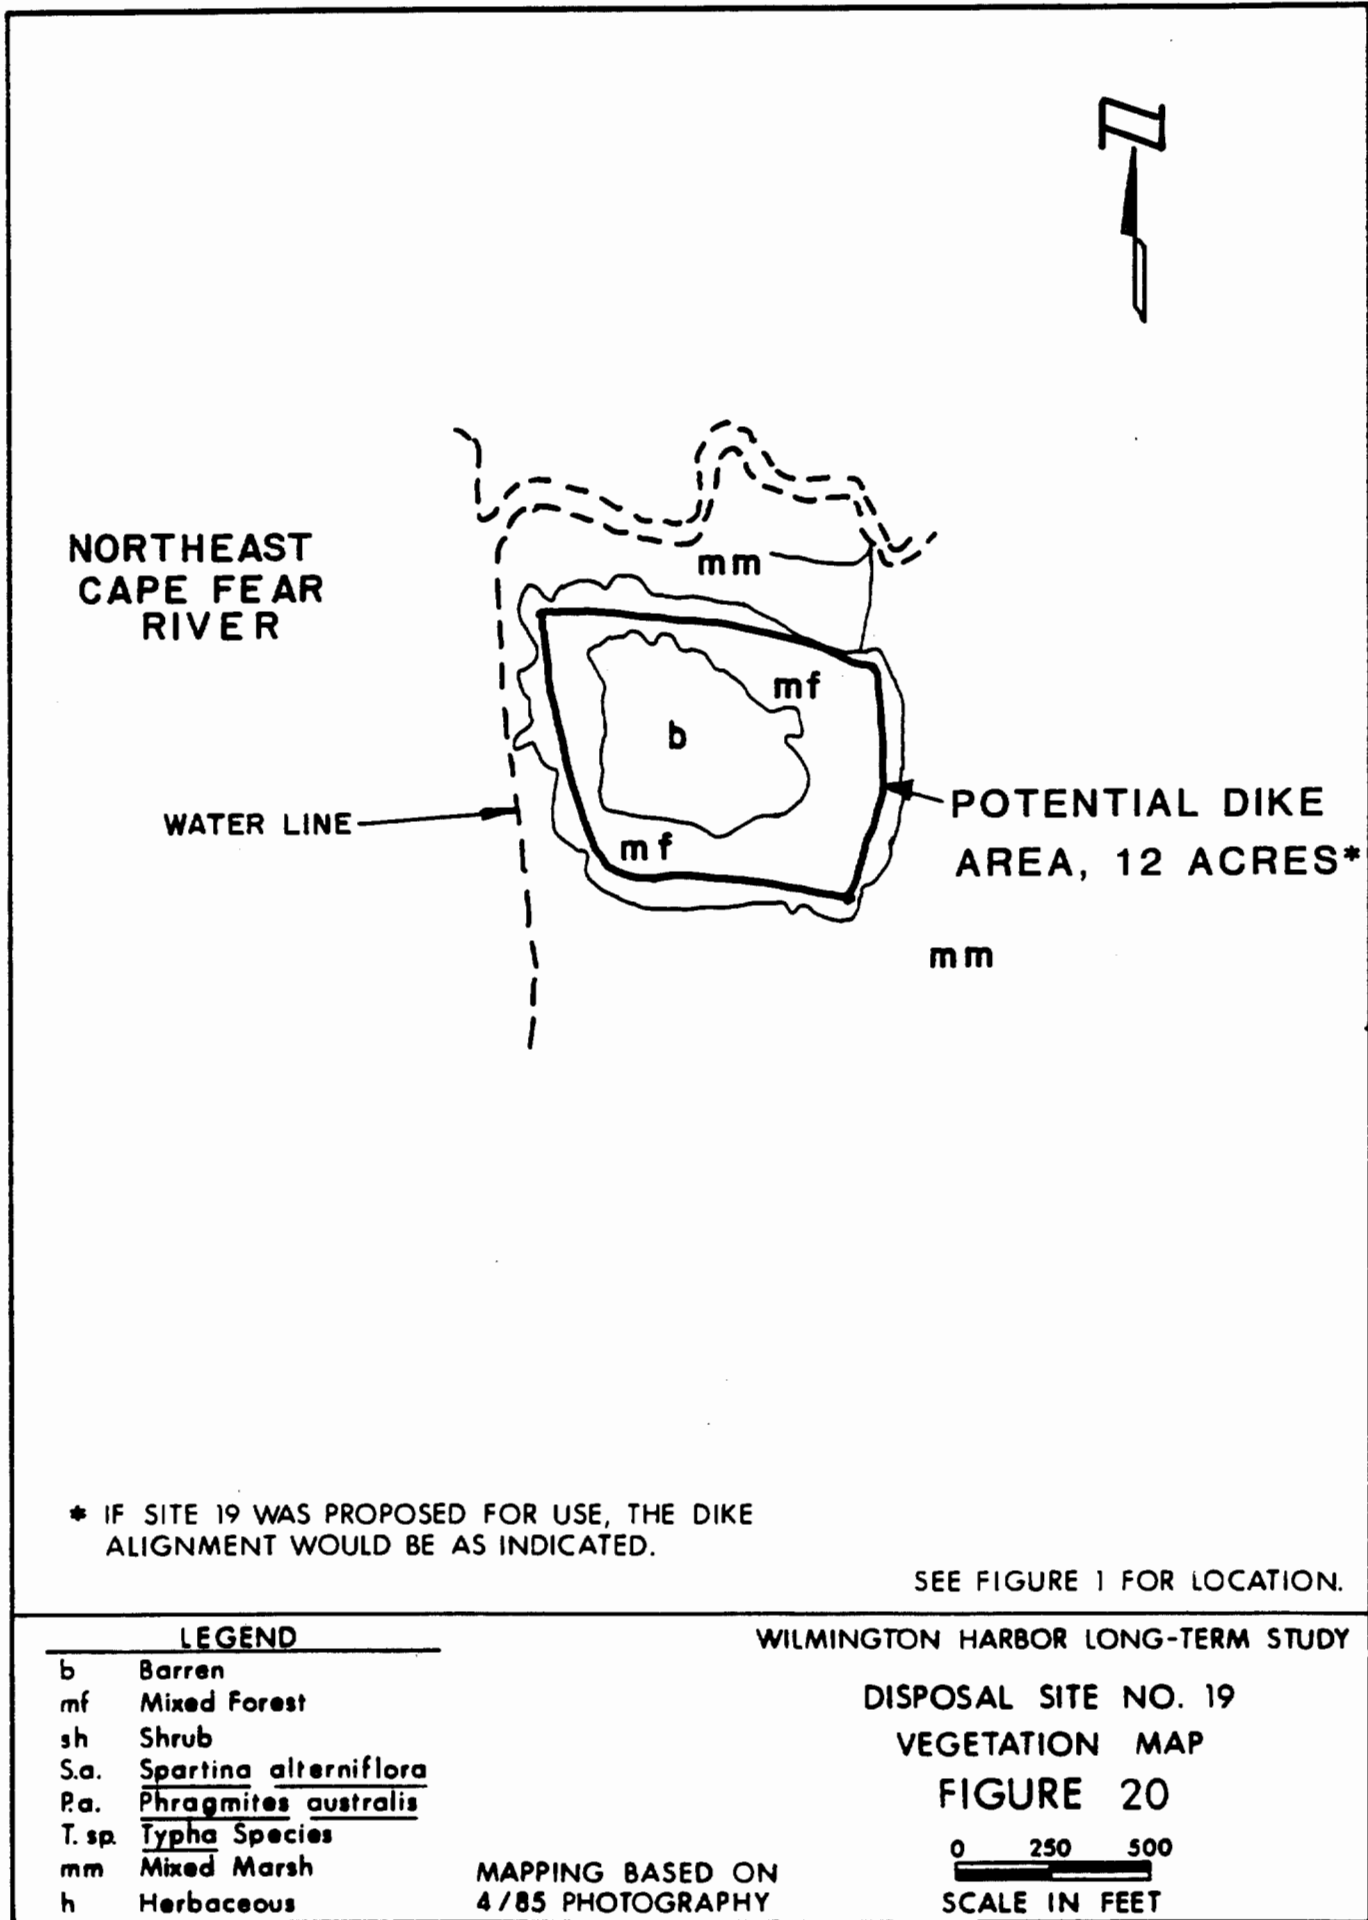 N
NORTHEAST
CAPE FEAR
RIVER
mm
mf
b
WATER LINE
mf
POTENTIAL DIKE
AREA, 12 ACRES*
mm
* IF SITE 19 WAS PROPOSED FOR USE, THE DIKE
ALIGNMENT WOULD BE AS INDICATED.
SEE FIGURE 1 FOR LOCATION.
LEGEND
b Barren
mf Mixed Forest
sh Shrub
S.a. Spartina alterniflora
P.a. Phragmites australis
T. sp. Typha Species
mm Mixed Marsh
h Herbaceous
MAPPING BASED ON
4/85 PHOTOGRAPHY
WILMINGTON HARBOR LONG-TERM STUDY
DISPOSAL SITE NO. 19
VEGETATION MAP
FIGURE 20
0 250 500
SCALE IN FEET